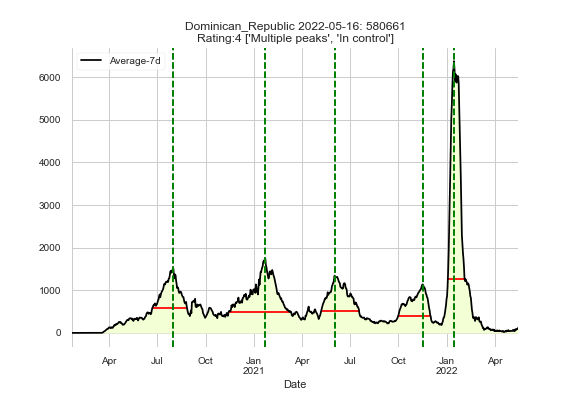 Dominican_Republic 2022-05-16: 580661
Rating:4 ['Multiple peaks', 'In control']
Average-7d
6000
5000
4000
3000
2000
1000
0
Apr Jul Oct Jan Apr Jul Oct Jan Apr
2021 2022
Date